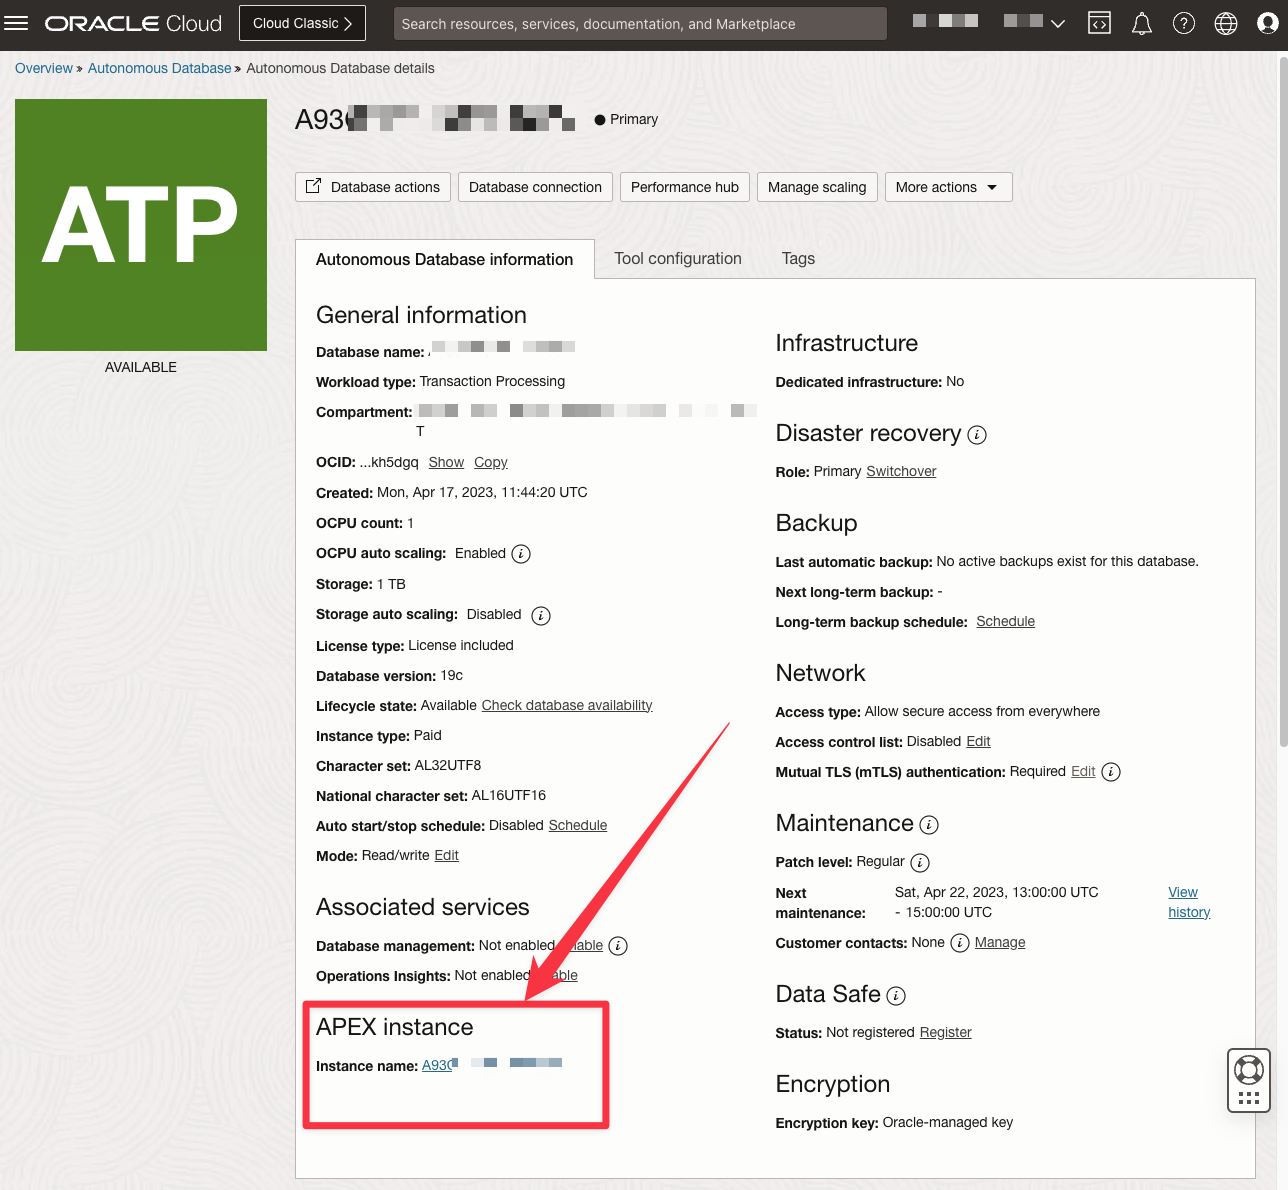 ORACLE Cloud
Cloud Classic
Search resources, services, documentation, and Marketplace
Overview » Autonomous Database » Autonomous Database details
ATP
AVAILABLE
Primary
Database actions
Database connection
Performance hub
Manage scaling
More actions
Autonomous Database information
Tool configuration
Tags
General information
Database name:
Workload type: Transaction Processing
Compartment:
T
OCID: ...kh5dgq Show Copy
Created: Mon, Apr 17, 2023, 11:44:20 UTC
OCPU count: 1
OCPU auto scaling: Enabled
Storage: 1 TB
Storage auto scaling: Disabled
License type: License included
Database version: 19c
Lifecycle state: Available Check database availability
Instance type: Paid
Character set: AL32UTF8
National character set: AL16UTF16
Auto start/stop schedule: Disabled Schedule
Mode: Read/write Edit
Associated services
Database management: Not enabled
Operations Insights: Not enabled
APEX instance
Instance name:
Infrastructure
Dedicated infrastructure: No
Disaster recovery
Role: Primary Switchover
Backup
Last automatic backup: No active backups exist for this database.
Next long-term backup: -
Long-term backup schedule: Schedule
Network
Access type: Allow secure access from everywhere
Access control list: Disabled Edit
Mutual TLS (mTLS) authentication: Required Edit
Maintenance
Patch level: Regular
Next maintenance: Sat, Apr 22, 2023, 13:00:00 UTC - 15:00:00 UTC View history
Customer contacts: None Manage
Data Safe
Status: Not registered Register
Encryption
Encryption key: Oracle-managed key